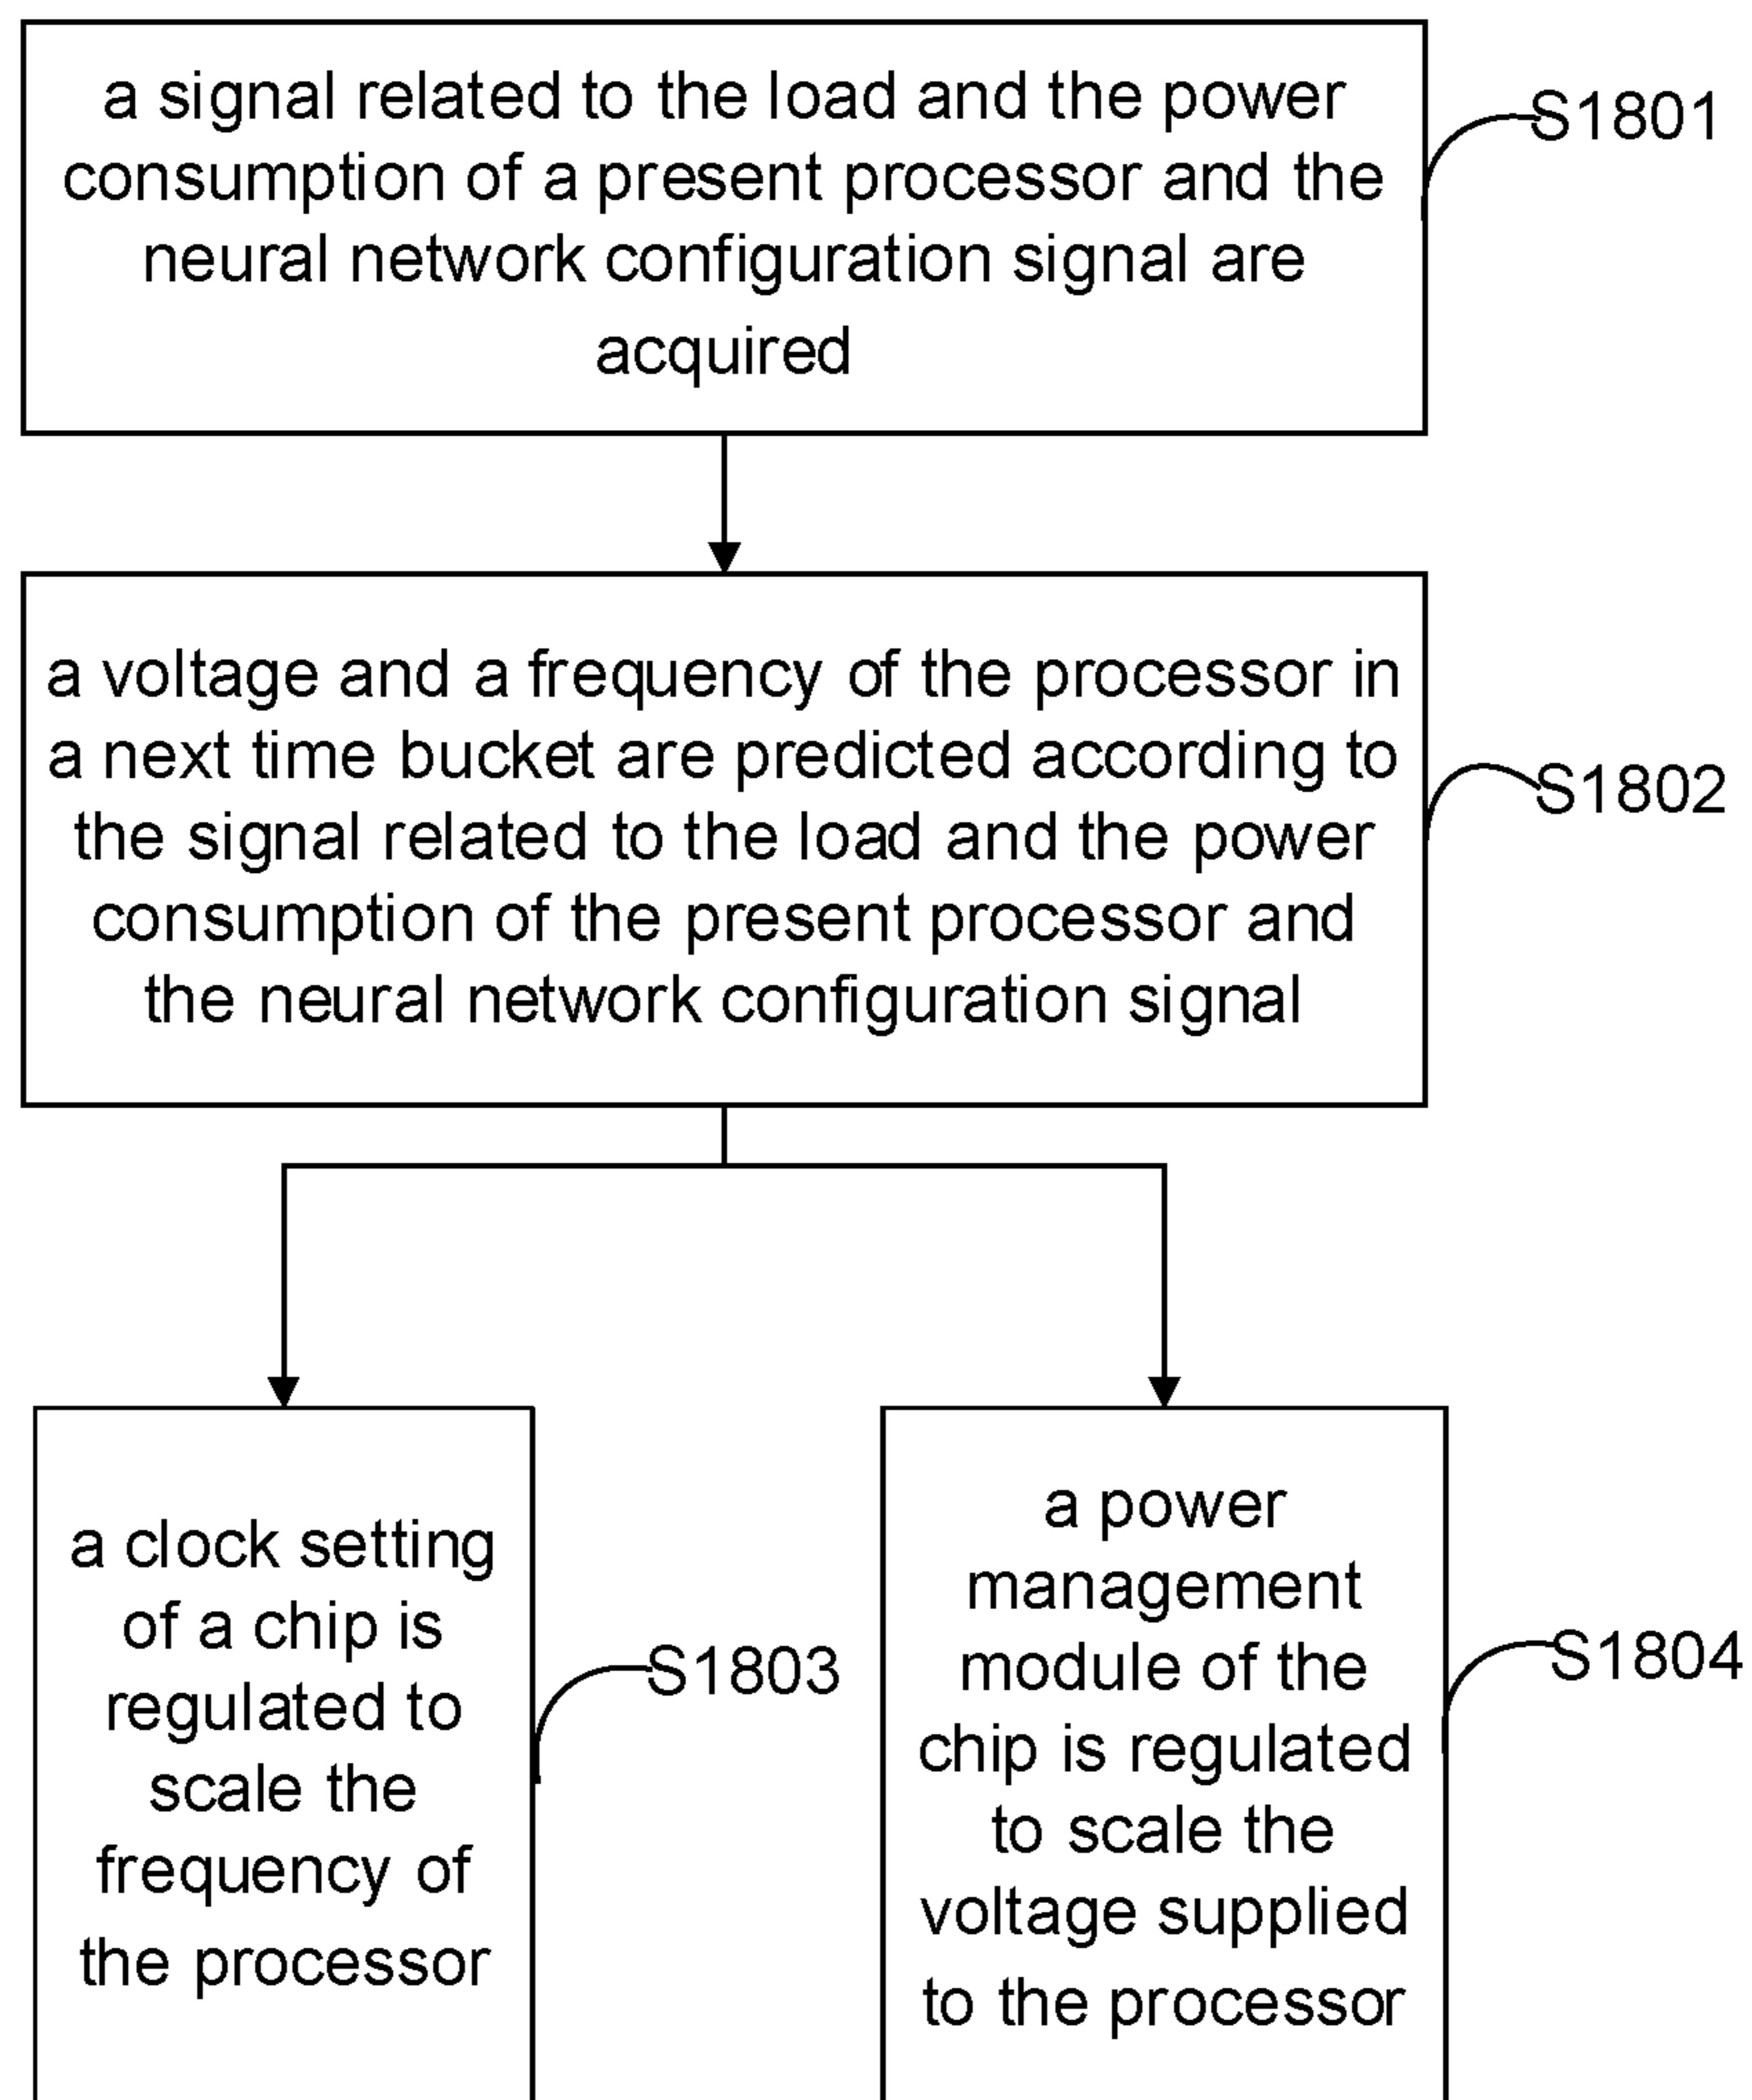 a signal related to the load and the power
consumption of a present processor and the
neural network configuration signal are
acquired
S1801
a voltage and a frequency of the processor in
a next time bucket are predicted according to
the signal related to the load and the power
consumption of the present processor and
the neural network configuration signal
S1802
a clock setting
of a chip is
regulated to
scale the
frequency of
the processor
S1803
a power
management
module of the
chip is regulated
to scale the
voltage supplied
to the processor
S1804